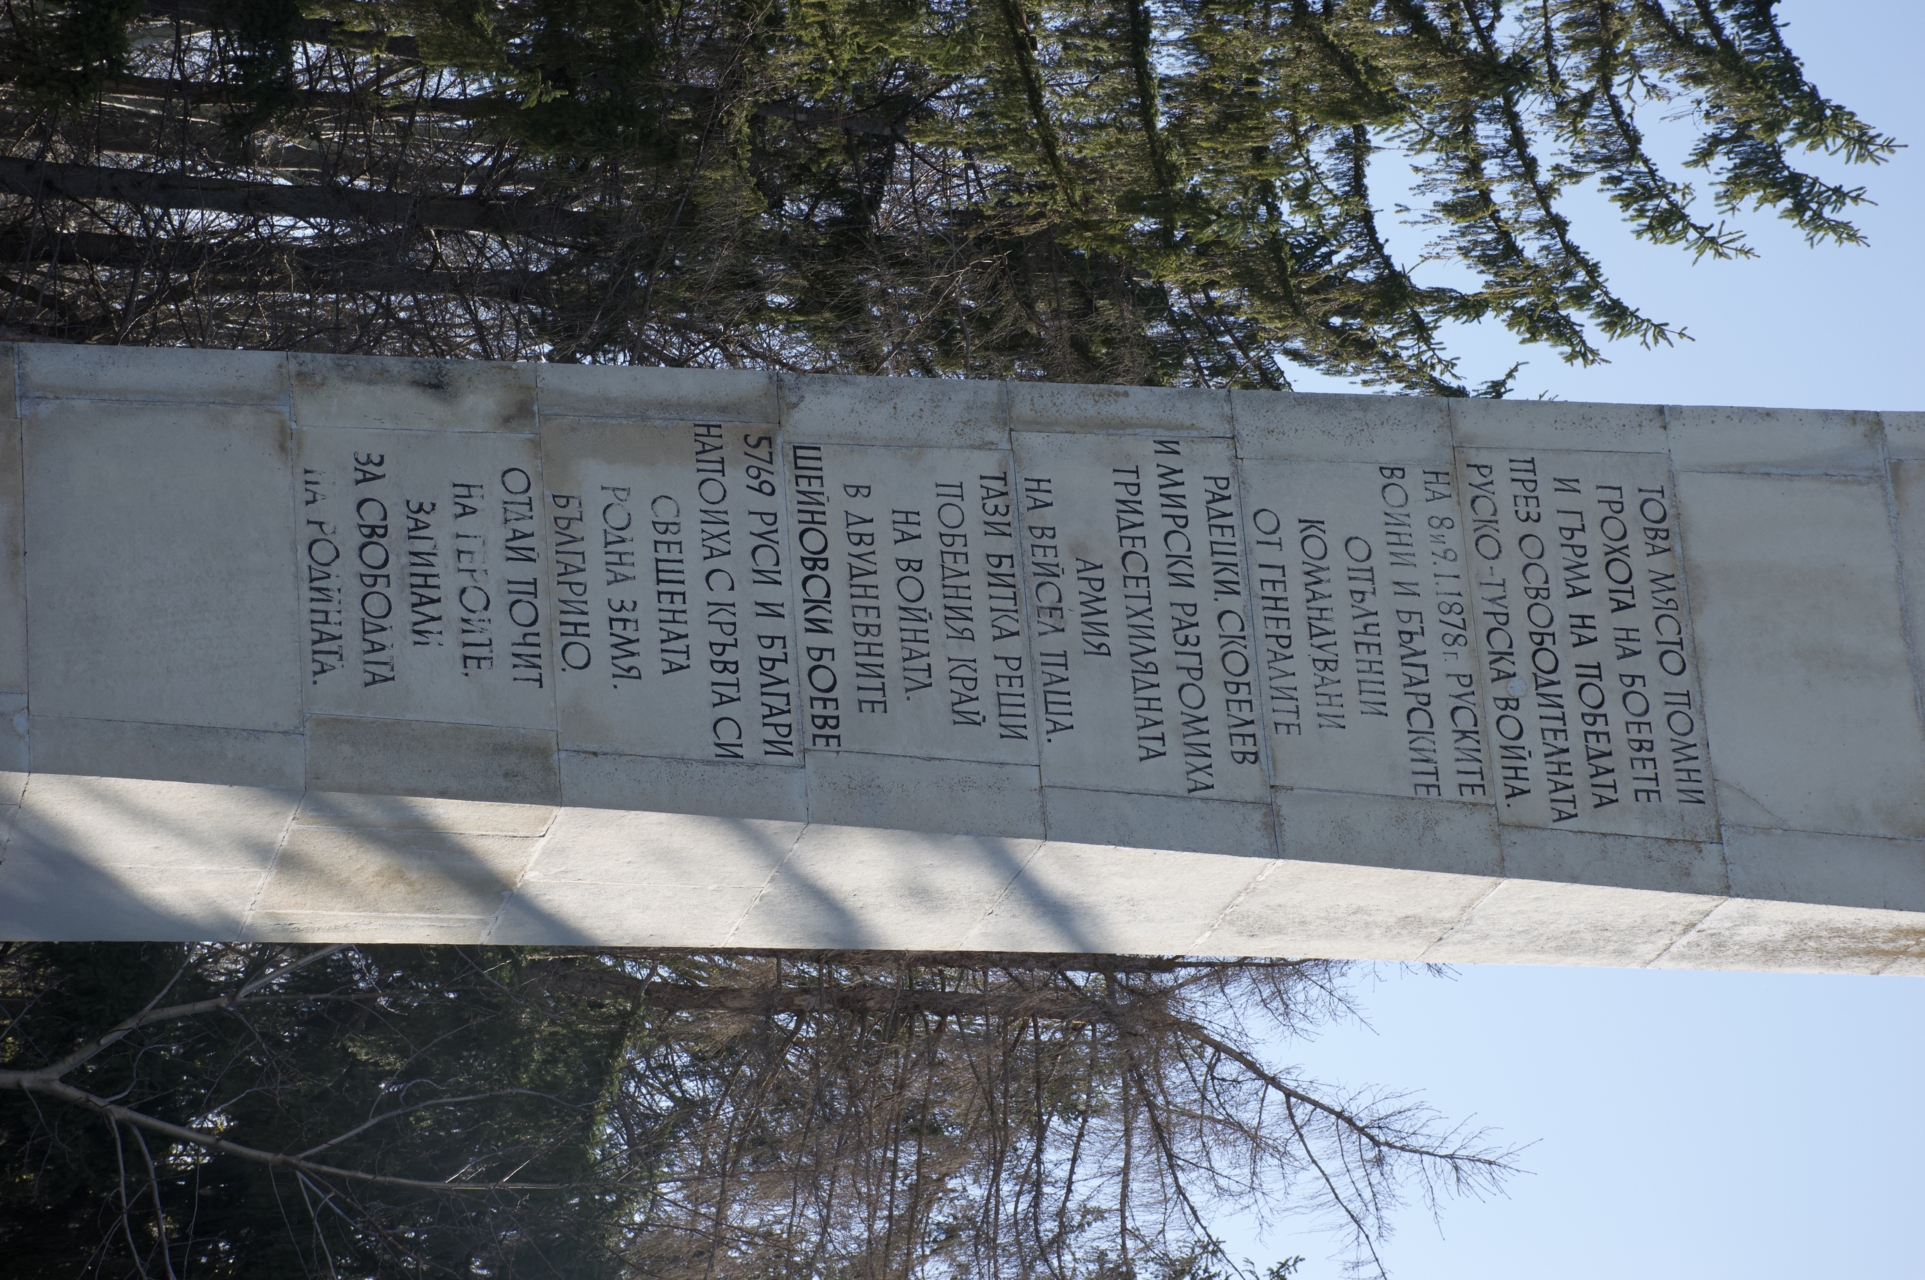 ТОВА МЯСТО ПОМНИ
ГРОХОТА НА БОЕВЕТЕ
И ГЪРМА НА ПОБЕДАТА
ПРЕЗ ОСВОБОДИТЕЛНАТА
РУСКО-ТУРСКА ВОЙНА.
НА 8 и 9. I. 1878 г. РУСКИТЕ
ВОИНИ И БЪЛГАРСКИТЕ
ОПЪЛЧЕНЦИ
КОМАНДУВАНИ
ОТ ГЕНЕРАЛИТЕ
РАДЕЦКИ, СКОБЕЛЕВ
И МИРСКИ РАЗГРОМИХА
ТРИДЕСЕТХИЛЯДНАТА
АРМИЯ
НА ВЕЙСЕЛ ПАША.
ТАЗИ БИТКА РЕШИ
ПОБЕДНИЯ КРАЙ
НА ВОЙНАТА.
В ДВУДНЕВНИТЕ
ШЕЙНОВСКИ БОЕВЕ
5769 РУСИ И БЪЛГАРИ
НАПОИХА С КРЪВТА СИ
СВЕЩЕНАТА
РОДНА ЗЕМЯ.
БЪЛГАРИНО,
ОТДАЙ ПОЧИТ
НА ГЕРОИТЕ,
ЗАГИНАЛИ
ЗА СВОБОДАТА
НА РОДИНАТА.